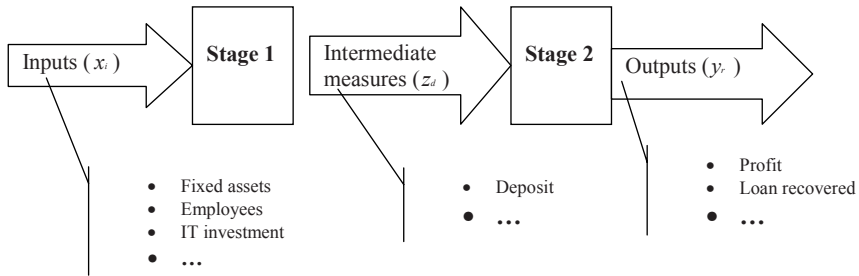 Inputs (xᵢ)
Stage 1
Intermediate
measures (z_d)
Stage 2
Outputs (yᵣ)
• Fixed assets
• Employees
• IT investment
• ...
• Deposit
• ...
• Profit
• Loan recovered
• ...